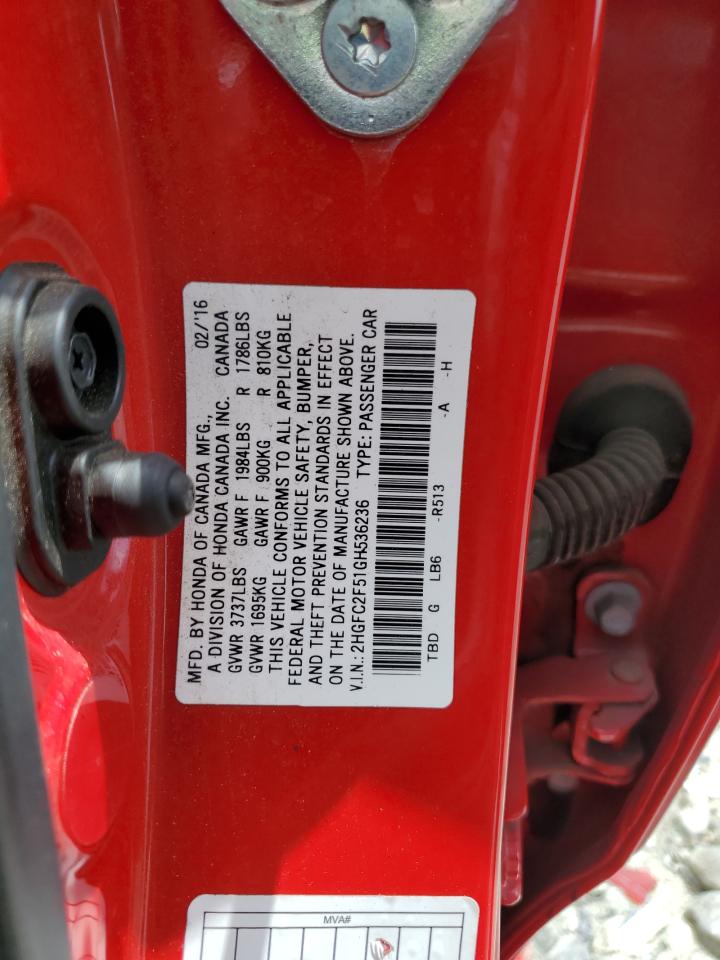 MFD. BY HONDA OF CANADA MFG., 02/'16
A DIVISION OF HONDA CANADA INC. CANADA
GVWR 3737LBS GAWR F 1984LBS R 1786LBS
GVWR 1695KG GAWR F 900KG R 810KG
THIS VEHICLE CONFORMS TO ALL APPLICABLE
FEDERAL MOTOR VEHICLE SAFETY, BUMPER,
AND THEFT PREVENTION STANDARDS IN EFFECT
ON THE DATE OF MANUFACTURE SHOWN ABOVE.
V.I.N.: 2HGFC2F51GH536236 TYPE: PASSENGER CAR
TBD G LB6 -R513 -A -H
MVA#